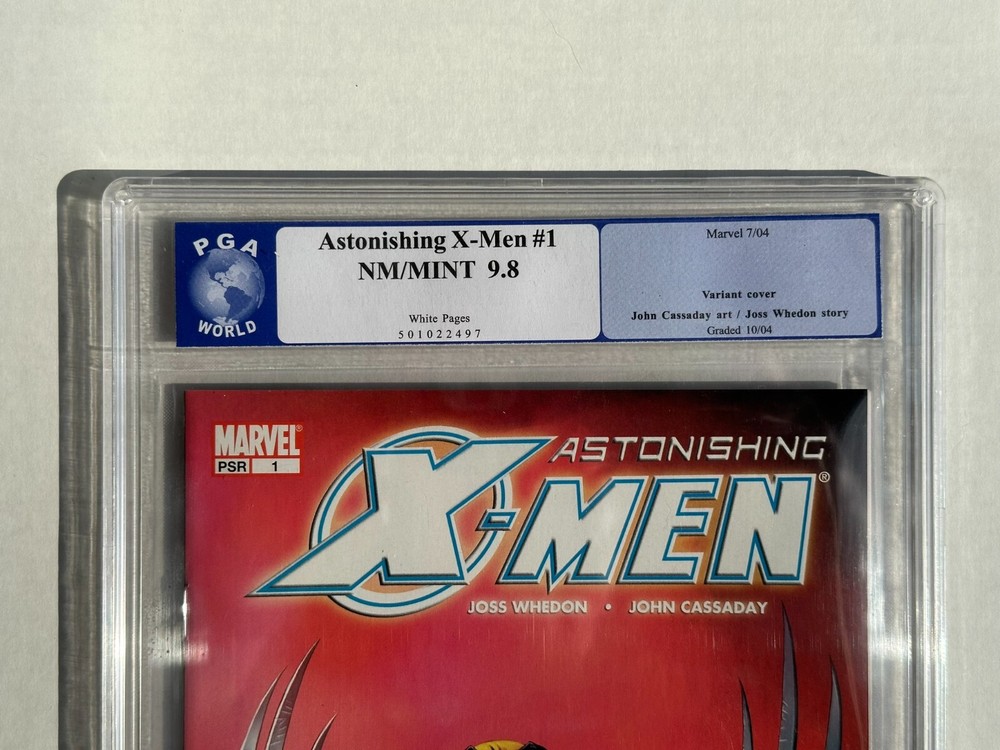 PGA
WORLD
Astonishing X-Men #1
NM/MINT 9.8
White Pages
501022497
Marvel 7/04
Variant cover
John Cassaday art / Joss Whedon story
Graded 10/04
MARVEL®
PSR 1
ASTONISHING
X-MEN®
JOSS WHEDON • JOHN CASSADAY